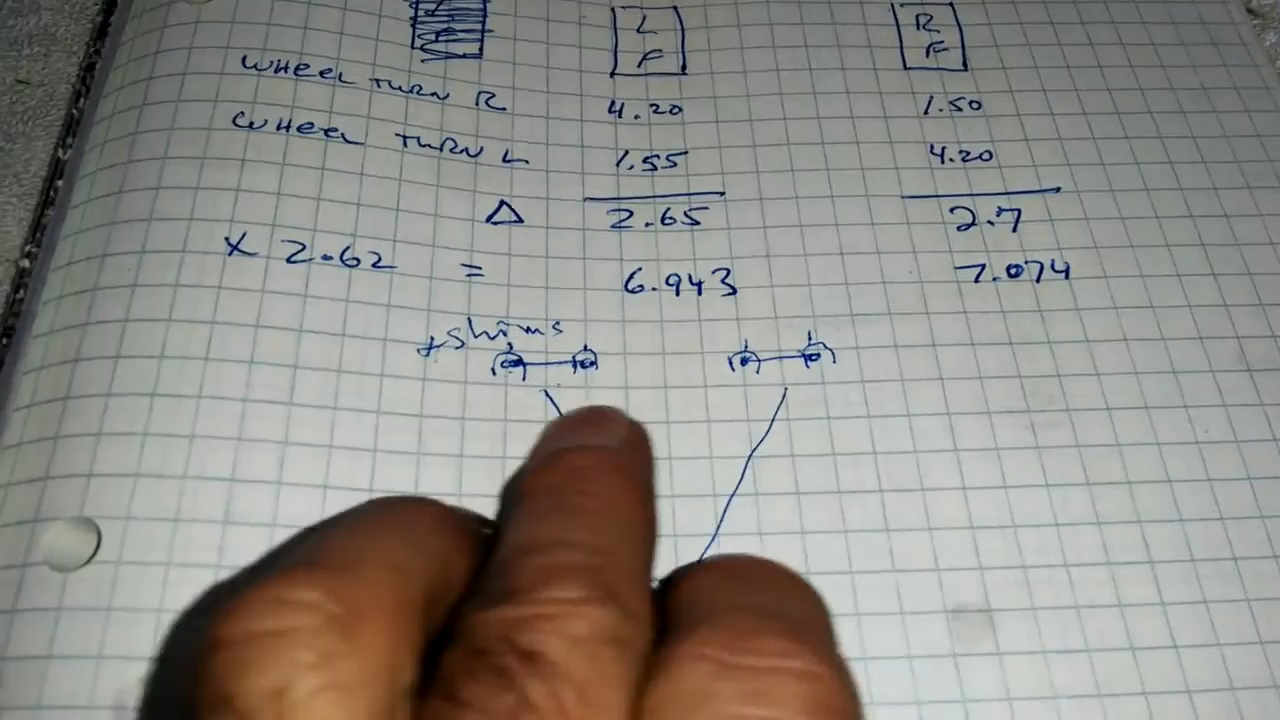 L R
F F
WHEEL TURN R 4.20 1.50
WHEEL TURN L 1.55 4.20
Δ 2.65 2.7
x 2.62 = 6.943 7.074
+shims